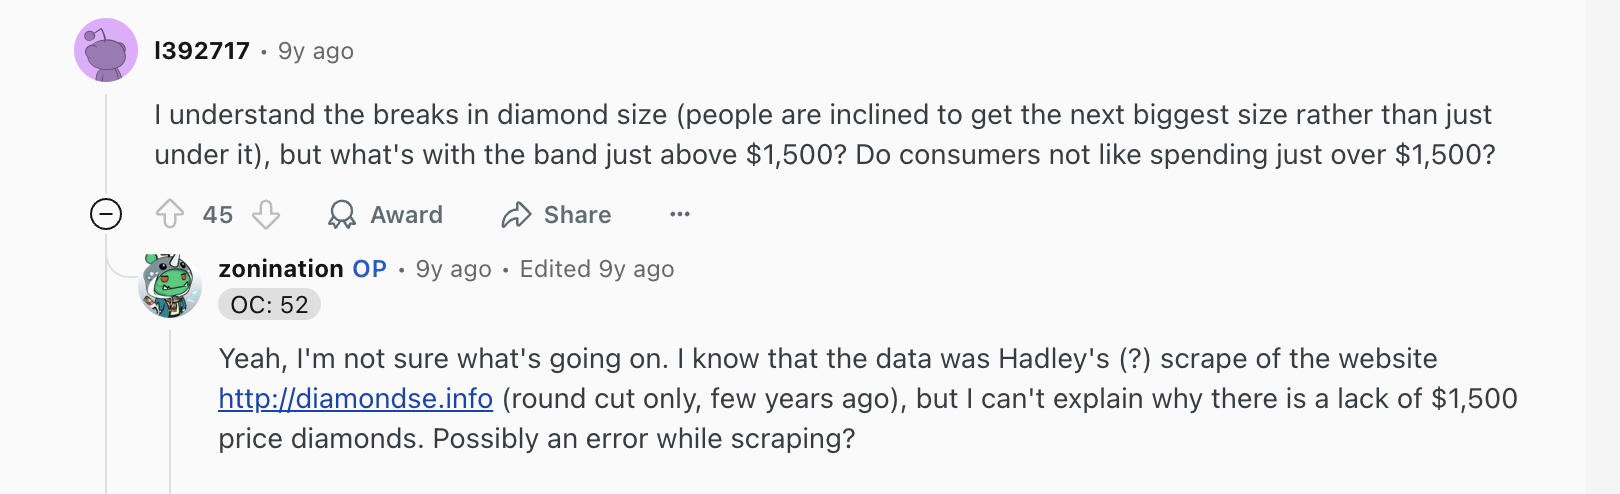 l392717 • 9y ago
I understand the breaks in diamond size (people are inclined to get the next biggest size rather than just
under it), but what's with the band just above $1,500? Do consumers not like spending just over $1,500?
45 Award Share ...
zonination OP • 9y ago • Edited 9y ago
OC: 52
Yeah, I'm not sure what's going on. I know that the data was Hadley's (?) scrape of the website
http://diamondse.info (round cut only, few years ago), but I can't explain why there is a lack of $1,500
price diamonds. Possibly an error while scraping?